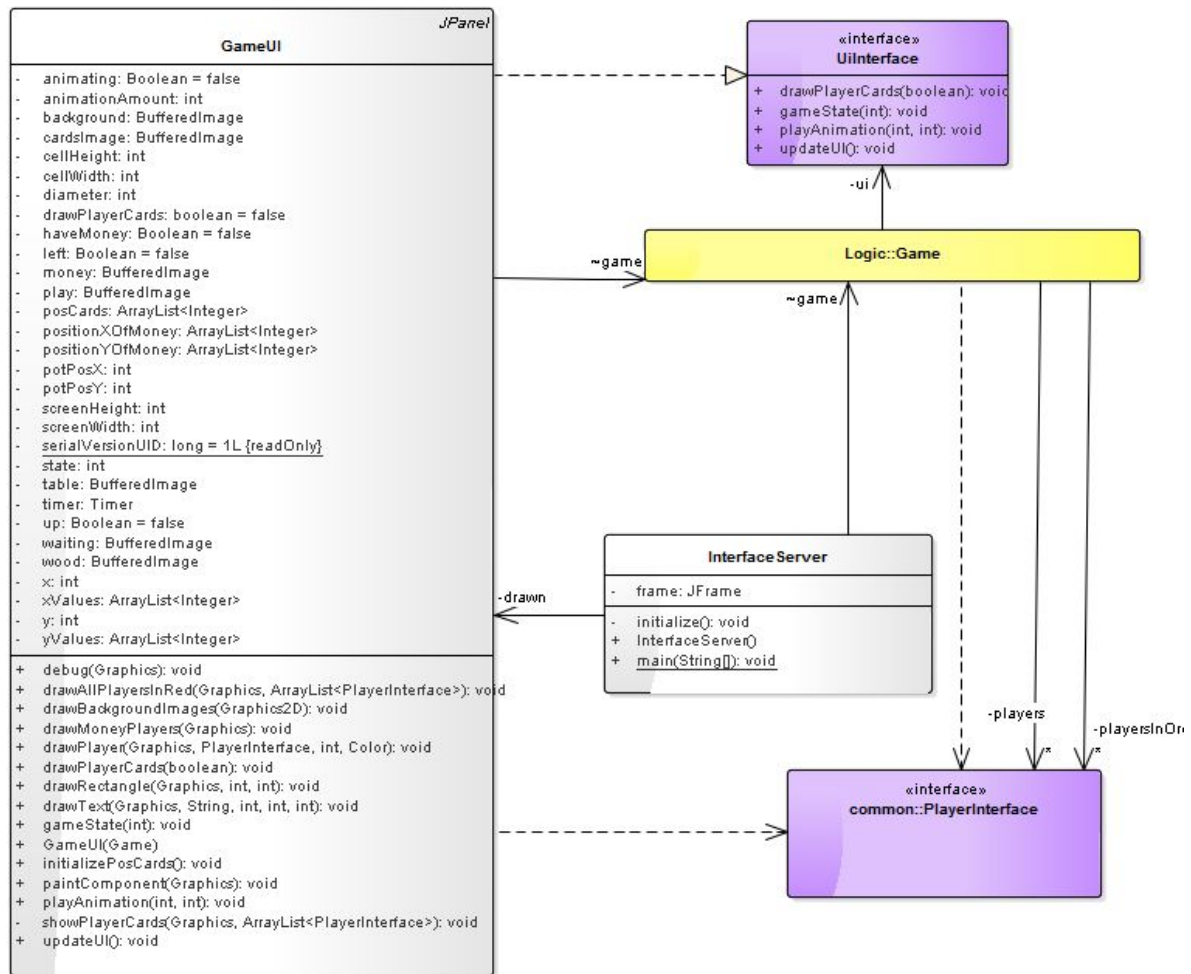 JPanel
GameUI
- animating: Boolean = false
- animationAmount: int
- background: BufferedImage
- cardsImage: BufferedImage
- cellHeight: int
- cellWidth: int
- diameter: int
- drawPlayerCards: boolean = false
- haveMoney: Boolean = false
- left: Boolean = false
- money: BufferedImage
- play: BufferedImage
- posCards: ArrayList<Integer>
- positionXOfMoney: ArrayList<Integer>
- positionYOfMoney: ArrayList<Integer>
- potPosX: int
- potPosY: int
- screenHeight: int
- screenWidth: int
- serialVersionUID: long = 1L {readOnly}
- state: int
- table: BufferedImage
- timer: Timer
- up: Boolean = false
- waiting: BufferedImage
- wood: BufferedImage
- x: int
- xValues: ArrayList<Integer>
- y: int
- yValues: ArrayList<Integer>
+ debug(Graphics): void
+ drawAllPlayersInRed(Graphics, ArrayList<PlayerInterface>): void
+ drawBackgroundImages(Graphics2D): void
+ drawMoneyPlayers(Graphics): void
+ drawPlayer(Graphics, PlayerInterface, int, Color): void
+ drawPlayerCards(boolean): void
+ drawRectangle(Graphics, int, int): void
+ drawText(Graphics, String, int, int, int): void
+ gameState(int): void
+ GameUI(Game)
+ initializePosCards(): void
+ paintComponent(Graphics): void
+ playAnimation(int, int): void
- showPlayerCards(Graphics, ArrayList<PlayerInterface>): void
+ updateUI(): void
«interface»
UiInterface
+ drawPlayerCards(boolean): void
+ gameState(int): void
+ playAnimation(int, int): void
+ updateUI(): void
-ui
~game
Logic::Game
~game
InterfaceServer
- frame: JFrame
- initialize(): void
+ InterfaceServer()
+ main(String[]): void
-drawn
-players
*
-playersInOr
*
«interface»
common::PlayerInterface